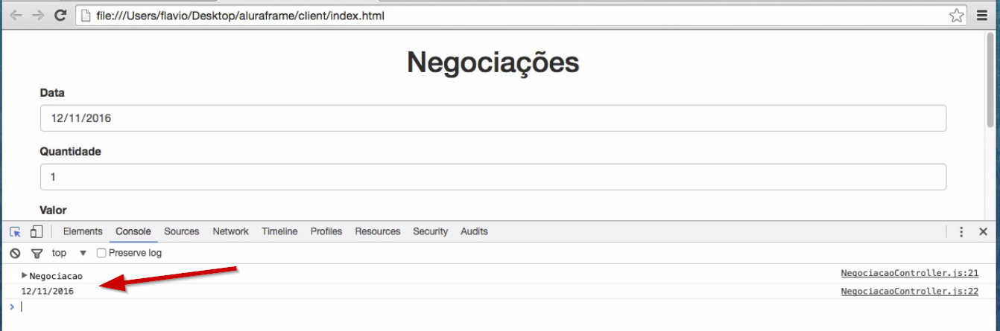 file:///Users/flavio/Desktop/aluraframe/client/index.html
Negociações
Data
12/11/2016
Quantidade
1
Valor
Elements Console Sources Network Timeline Profiles Resources Security Audits
top Preserve log
Negociacao NegociacaoController.js:21
12/11/2016 NegociacaoController.js:22